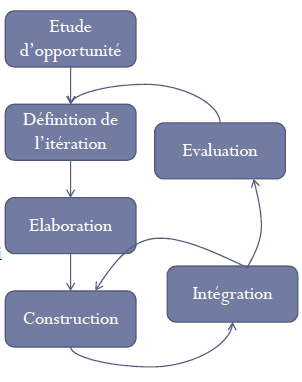 Etude
d'opportunité
Définition de
l'itération
Evaluation
Elaboration
i
Intégration
Construction